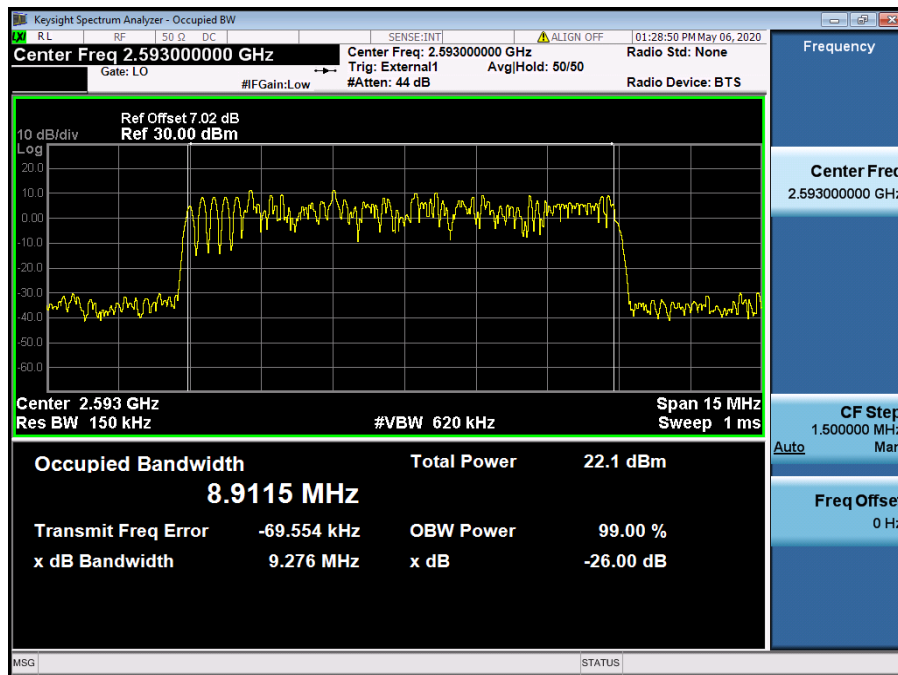 Keysight Spectrum Analyzer - Occupied BW
LXI RL RF 50 Ω DC SENSE:INT ALIGN OFF 01:28:50 PM May 06, 2020
Center Freq 2.593000000 GHz
Gate: LO
#IFGain:Low
Center Freq: 2.593000000 GHz
Trig: External1 Avg|Hold: 50/50
#Atten: 44 dB
Radio Std: None
Radio Device: BTS
Ref Offset 7.02 dB
10 dB/div Ref 30.00 dBm
Log
20.0
10.0
0.00
-10.0
-20.0
-30.0
-40.0
-50.0
-60.0
Center 2.593 GHz Span 15 MHz
Res BW 150 kHz #VBW 620 kHz Sweep 1 ms
Occupied Bandwidth Total Power 22.1 dBm
8.9115 MHz
Transmit Freq Error -69.554 kHz OBW Power 99.00 %
x dB Bandwidth 9.276 MHz x dB -26.00 dB
MSG STATUS
Frequency
Center Freq
2.593000000 GHz
CF Step
1.500000 MHz
Auto Man
Freq Offset
0 Hz